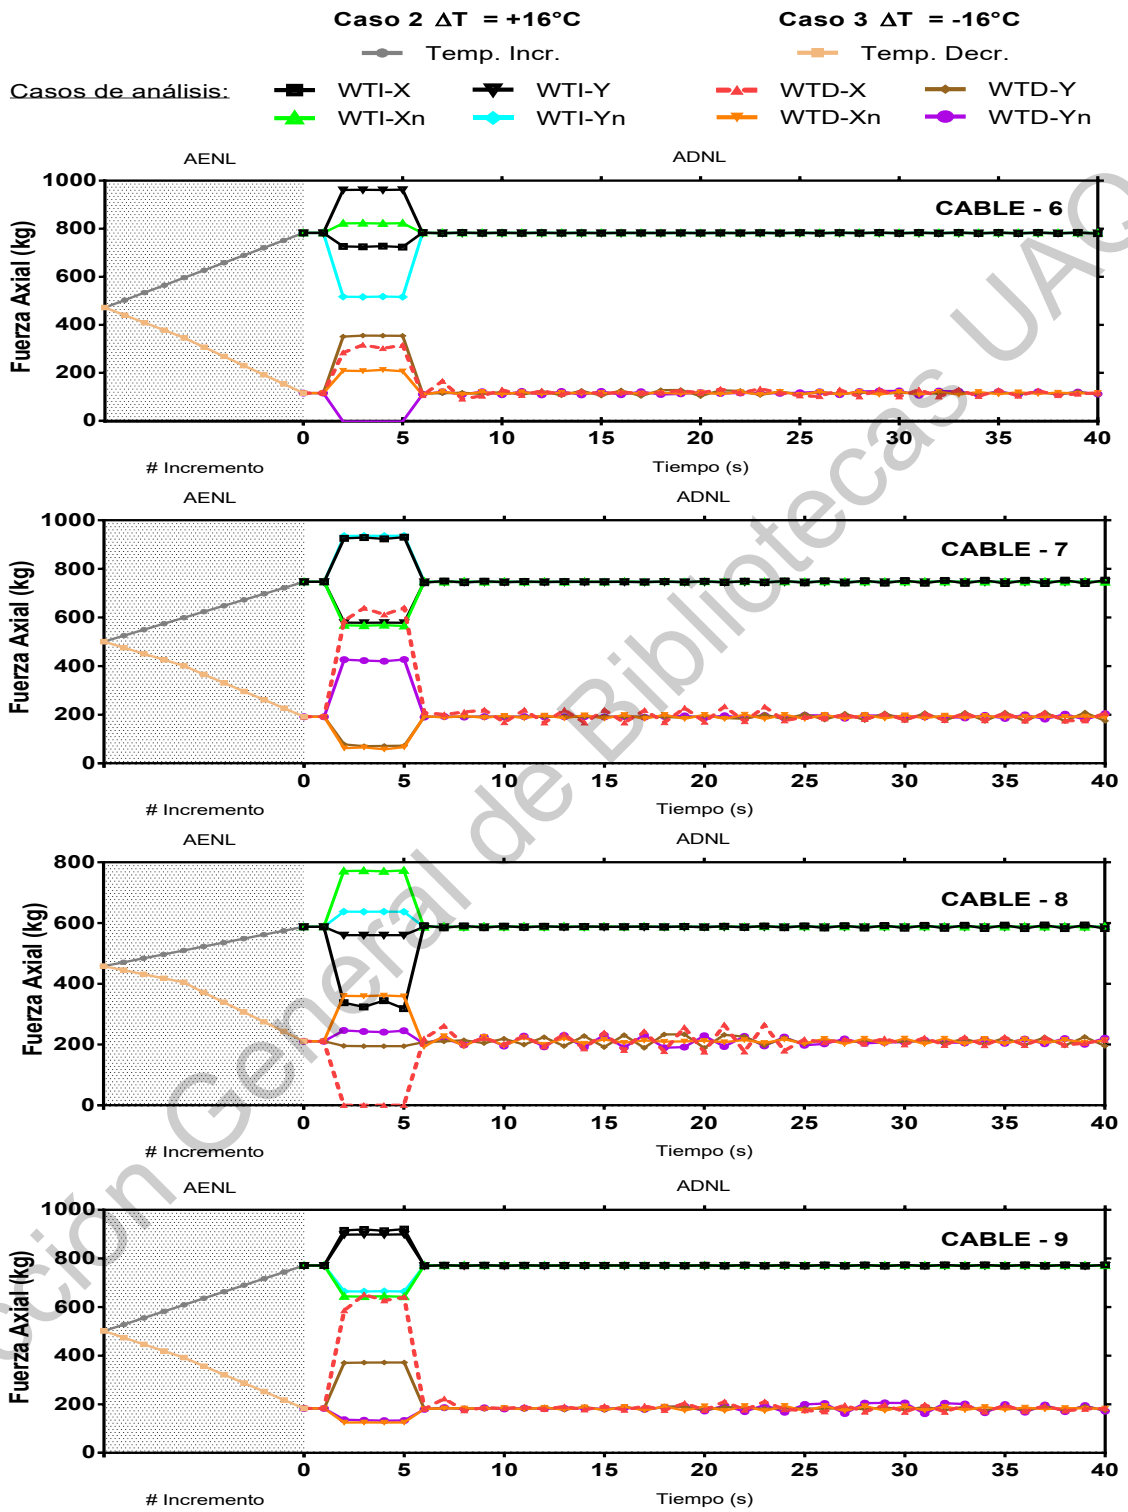 Caso 2 ΔT = +16°C Caso 3 ΔT = -16°C
Temp. Incr. Temp. Decr.
Casos de análisis: WTI-X WTI-Y WTD-X WTD-Y
WTI-Xn WTI-Yn WTD-Xn WTD-Yn
AENL ADNL
CABLE - 6
Fuerza Axial (kg)
1000
800
600
400
200
0
0 5 10 15 20 25 30 35 40
# Incremento Tiempo (s)
AENL ADNL
CABLE - 7
Fuerza Axial (kg)
1000
800
600
400
200
0
0 5 10 15 20 25 30 35 40
# Incremento Tiempo (s)
AENL ADNL
CABLE - 8
Fuerza Axial (kg)
800
600
400
200
0
0 5 10 15 20 25 30 35 40
# Incremento Tiempo (s)
AENL ADNL
CABLE - 9
Fuerza Axial (kg)
1000
800
600
400
200
0
0 5 10 15 20 25 30 35 40
# Incremento Tiempo (s)
General de Bibliotecas UAQ